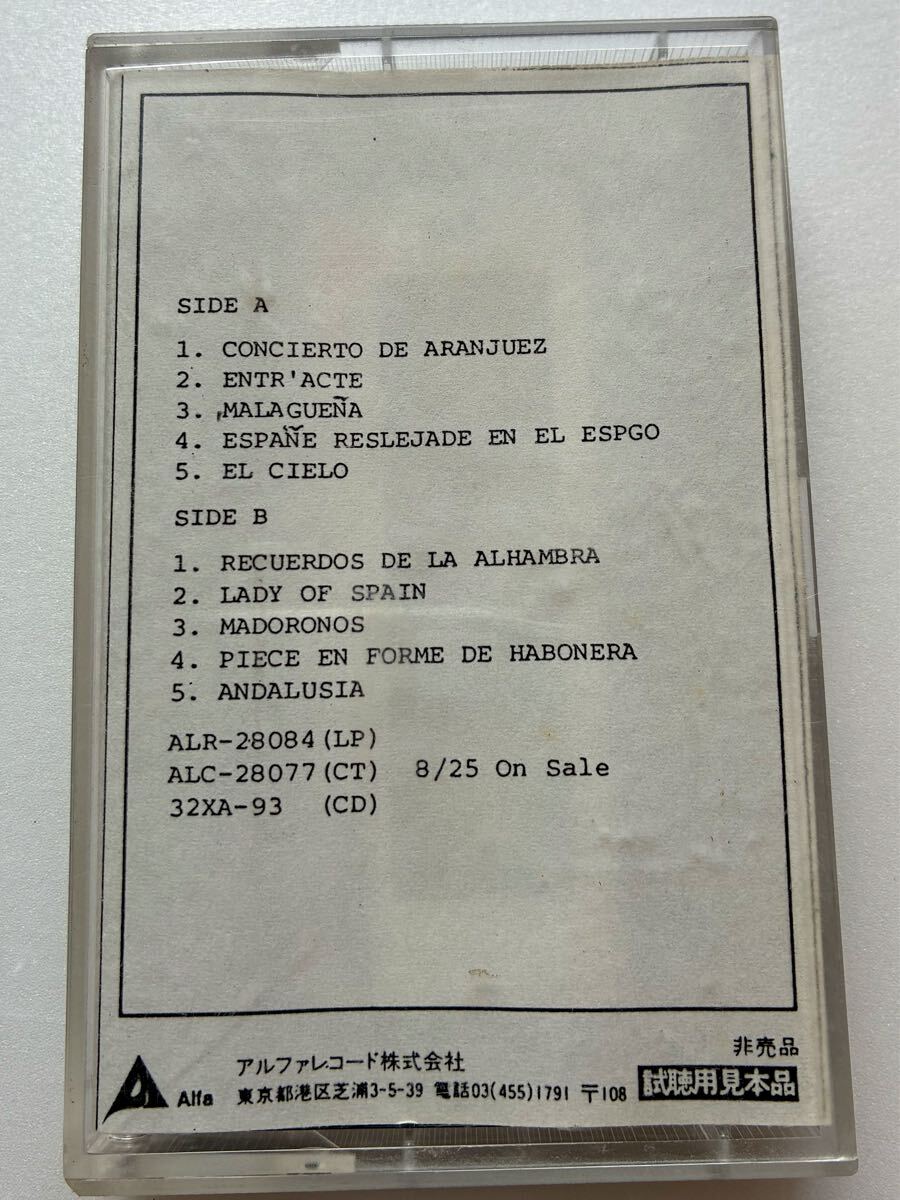 SIDE A
1. CONCIERTO DE ARANJUEZ
2. ENTR'ACTE
3. MALAGUEÑA
4. ESPAÑE RESLEJADE EN EL ESPGO
5. EL CIELO
SIDE B
1. RECUERDOS DE LA ALHAMBRA
2. LADY OF SPAIN
3. MADORONOS
4. PIECE EN FORME DE HABONERA
5. ANDALUSIA
ALR-28084(LP)
ALC-28077(CT) 8/25 On Sale
32XA-93 (CD)
非売品
アルファレコード株式会社
Alfa 東京都港区芝浦3-5-39 電話03(455)1791 〒108 試聴用見本品